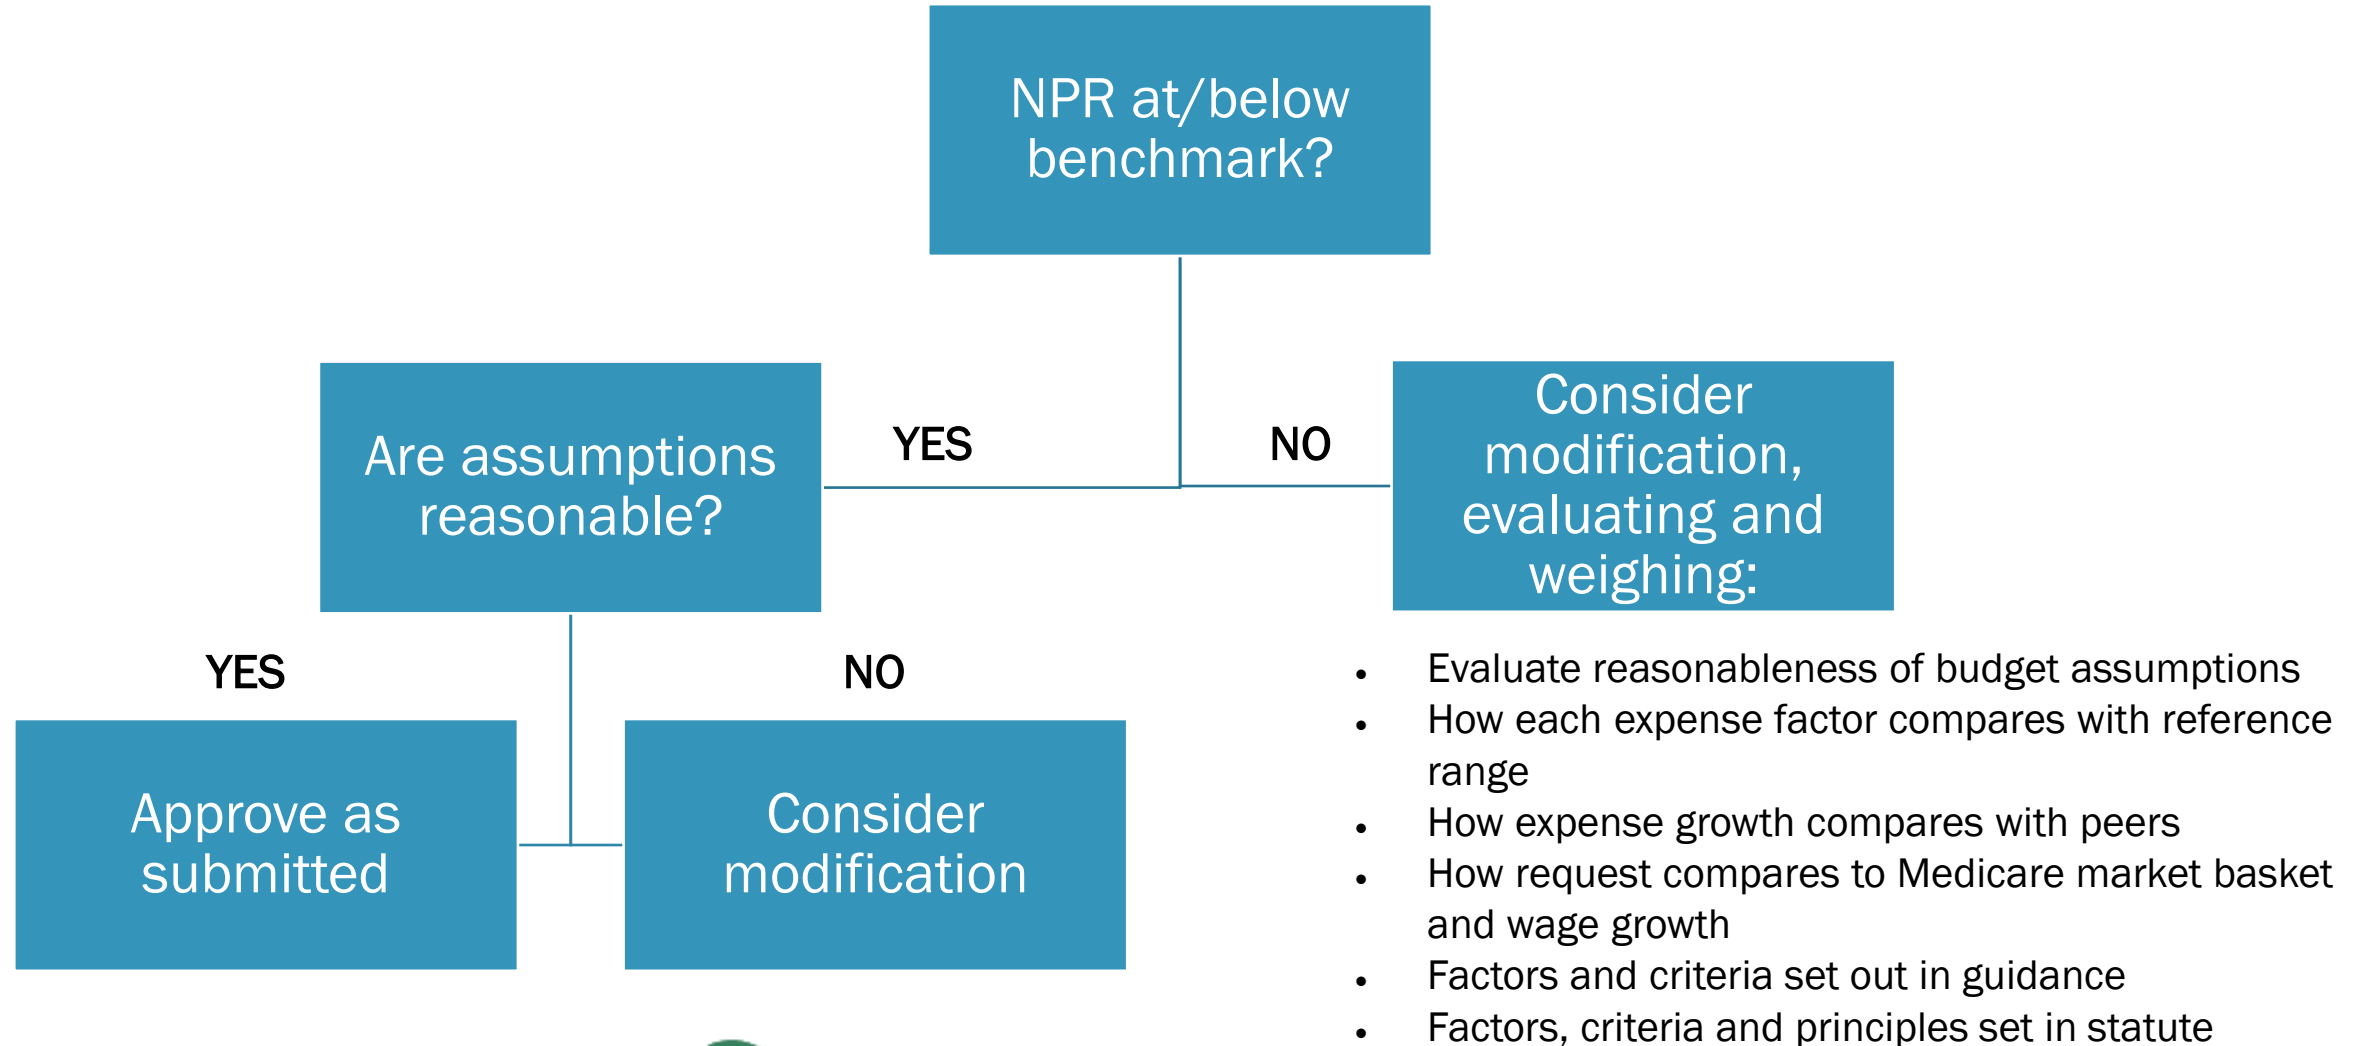 NPR at/below
benchmark?
Are assumptions
reasonable?
YES
NO
Consider
modification,
evaluating and
weighing:
YES
NO
Approve as
submitted
Consider
modification
• Evaluate reasonableness of budget assumptions
• How each expense factor compares with reference
range
• How expense growth compares with peers
• How request compares to Medicare market basket
and wage growth
• Factors and criteria set out in guidance
• Factors, criteria and principles set in statute